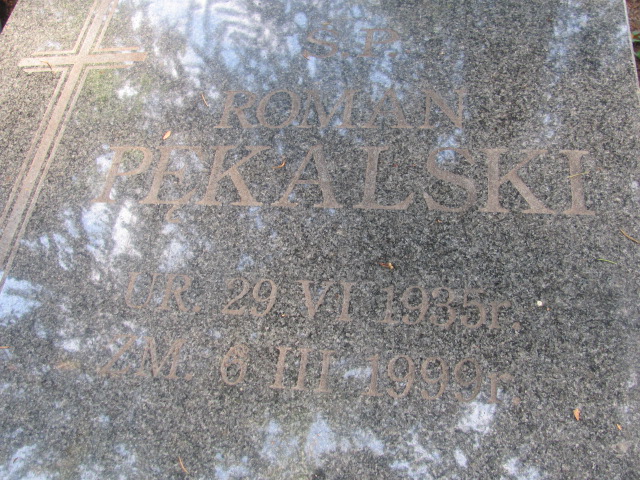 Ś.P.
ROMAN
PĘKALSKI
UR. 29 VI 1935r.
ZM. 6 III 1999r.